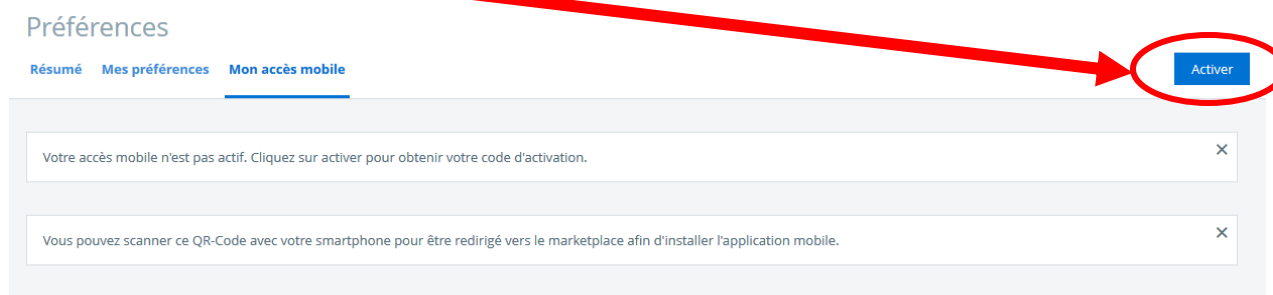 Préférences
Résumé Mes préférences Mon accès mobile
Activer
Votre accès mobile n'est pas actif. Cliquez sur activer pour obtenir votre code d'activation.
Vous pouvez scanner ce QR-Code avec votre smartphone pour être redirigé vers le marketplace afin d'installer l'application mobile.